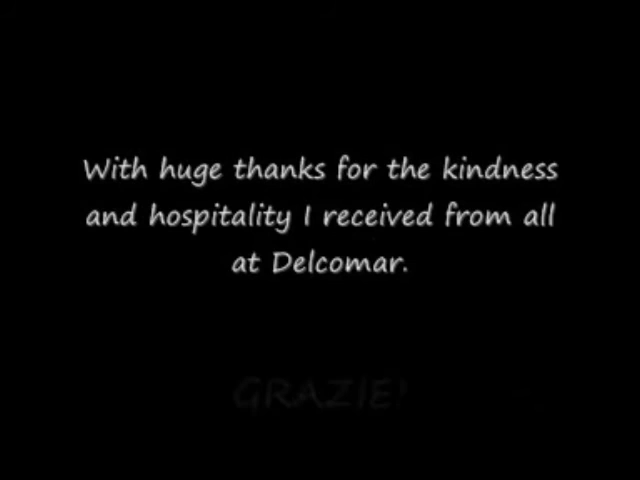 With huge thanks for the kindness
and hospitality I received from all
at Delcomar.
GRAZIE!